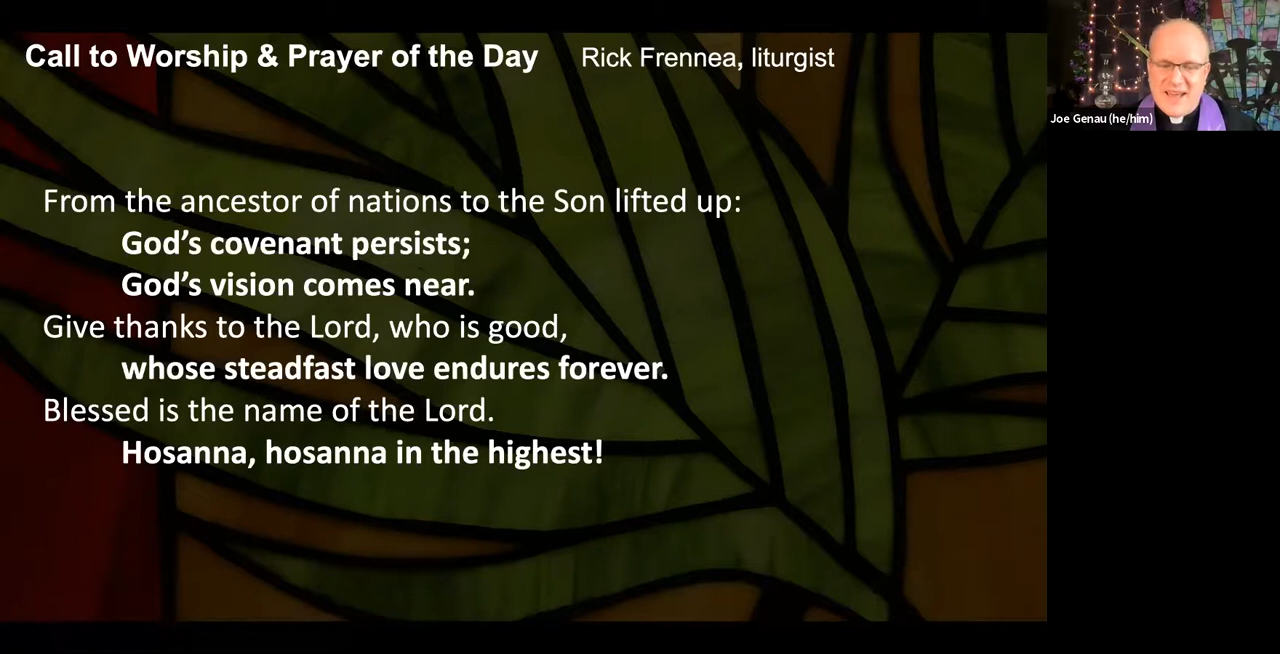 Call to Worship & Prayer of the Day Rick Frennea, liturgist
Joe Genau (he/him)
From the ancestor of nations to the Son lifted up:
God’s covenant persists;
God’s vision comes near.
Give thanks to the Lord, who is good,
whose steadfast love endures forever.
Blessed is the name of the Lord.
Hosanna, hosanna in the highest!